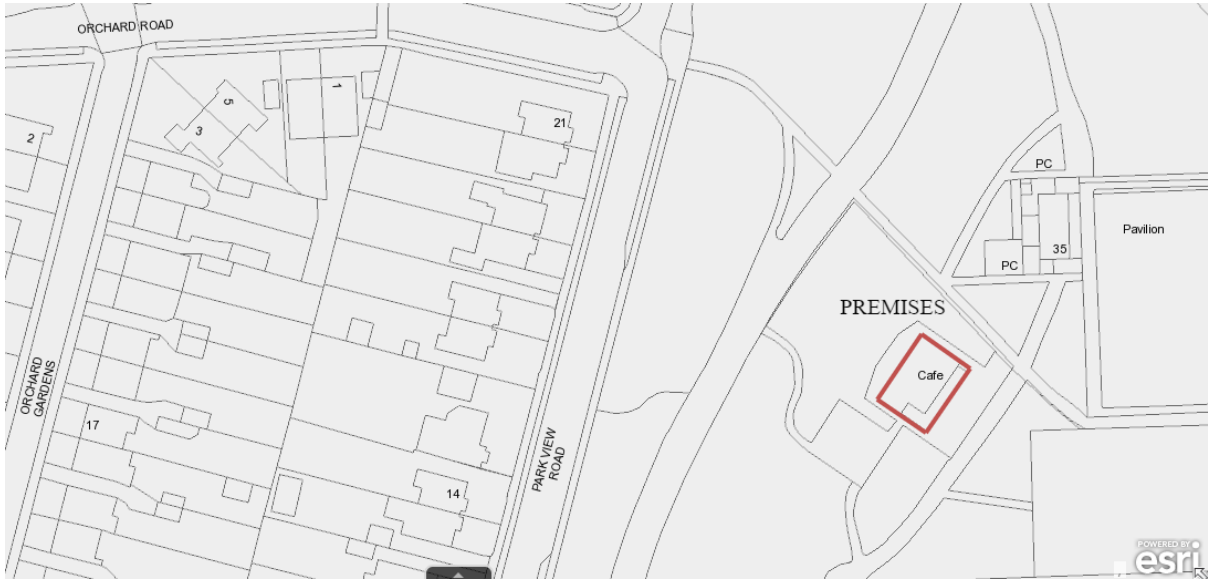 ORCHARD ROAD
5
1
3
21
2
PC
Pavilion
35
PC
PREMISES
Cafe
ORCHARD
GARDENS
17
PARK VIEW
ROAD
14
POWERED BY
esri